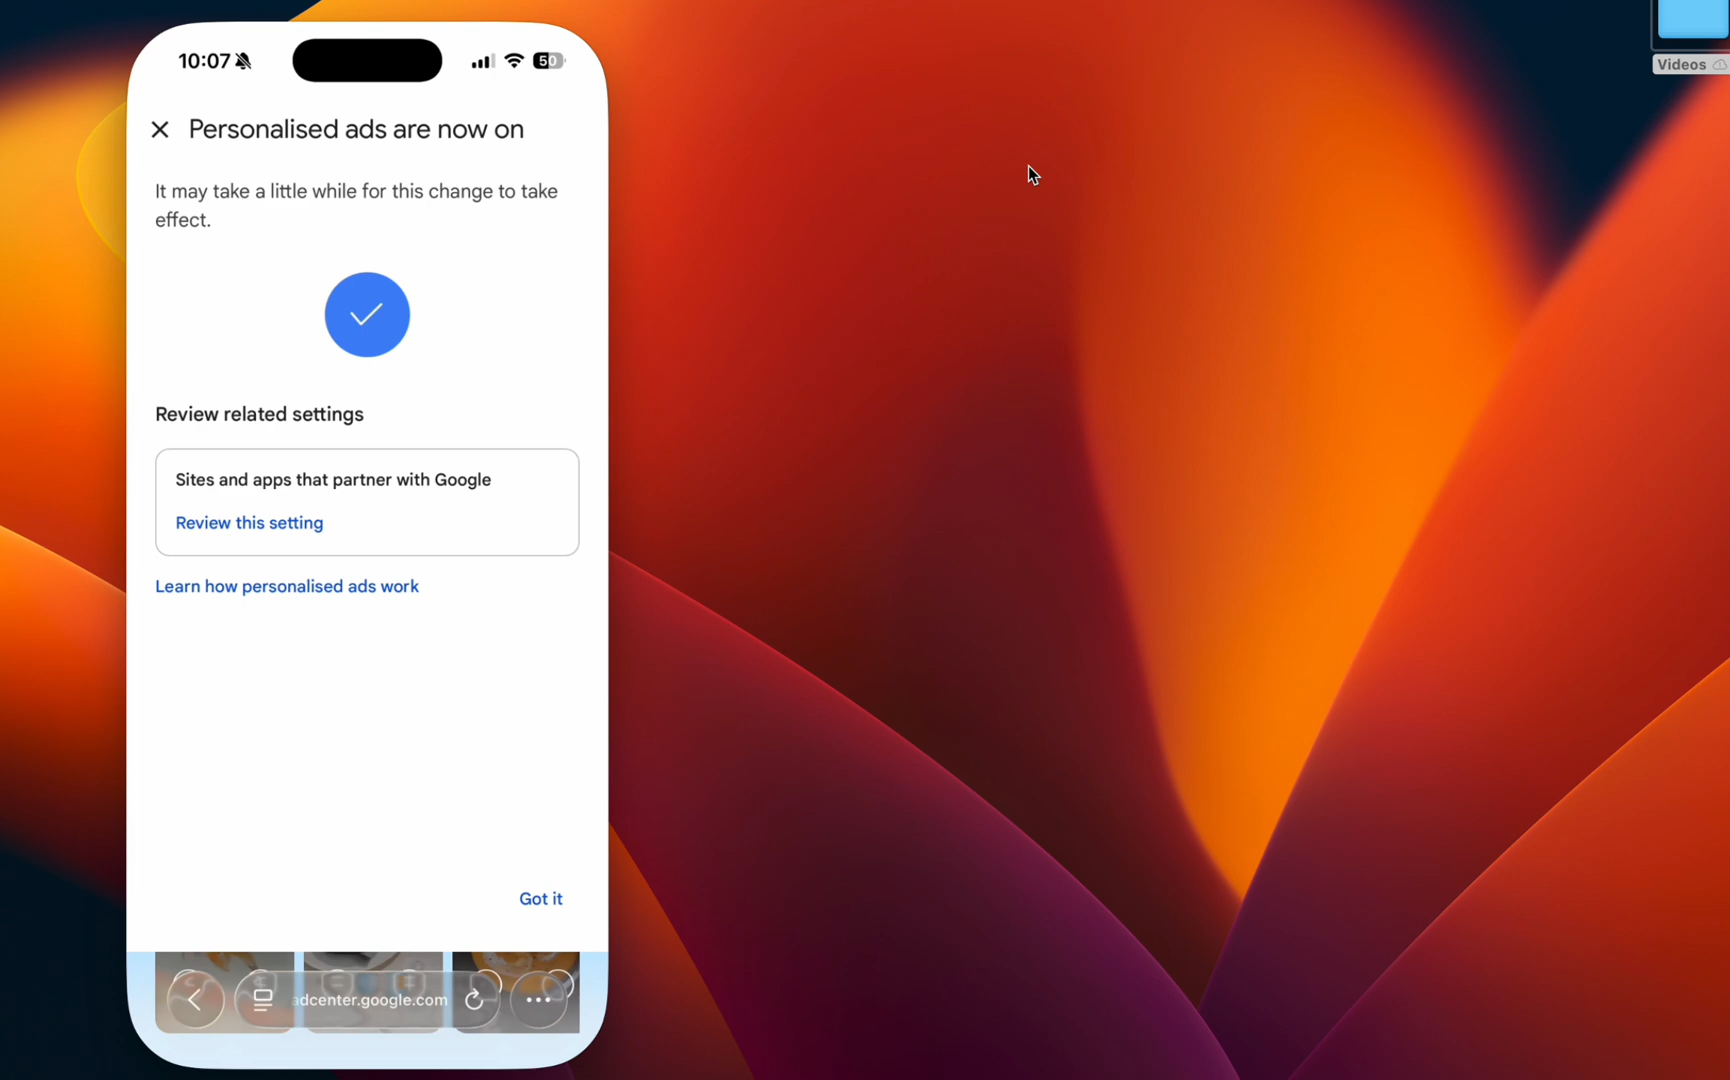 Videos
10:07
50
Personalised ads are now on
It may take a little while for this change to take
effect.
Review related settings
Sites and apps that partner with Google
Review this setting
Learn how personalised ads work
Got it
adcenter.google.com